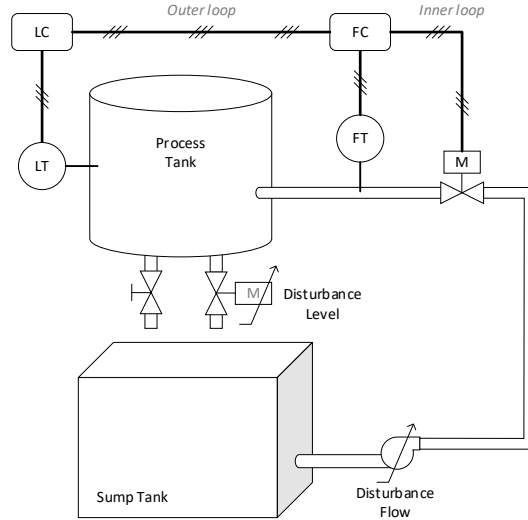 Outer loop
Inner loop
LC
FC
M
LT
FT
Process
Tank
M
Disturbance
Level
Sump Tank
Disturbance
Flow